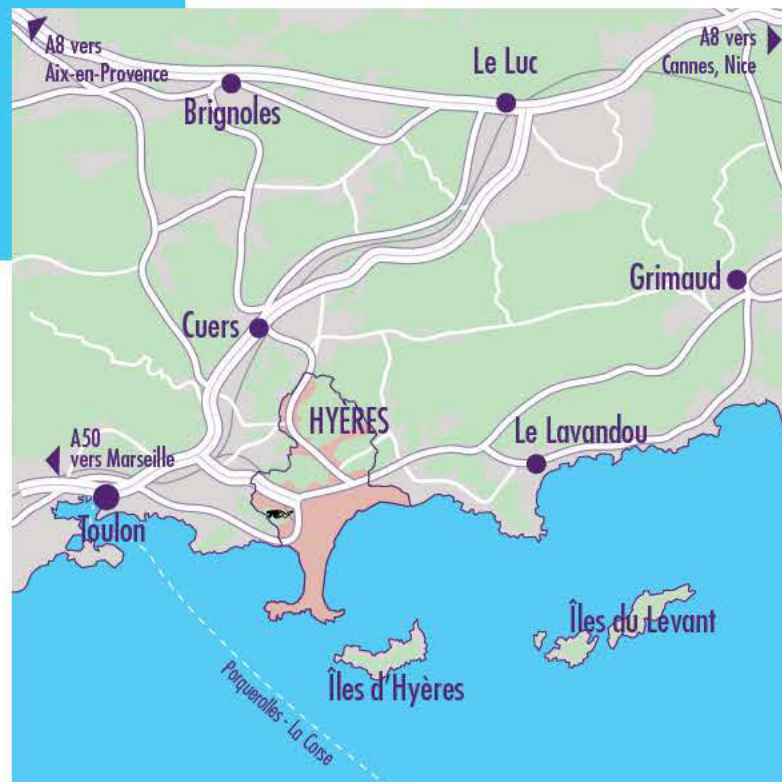 A8 vers
Aix-en-Provence
A8 vers
Cannes, Nice
Le Luc
Brignoles
Grimaud
Cuers
HYÈRES
A50
vers Marseille
Le Lavandou
Toulon
Îles du Levant
Îles d'Hyères
Porquerolles - La Corse